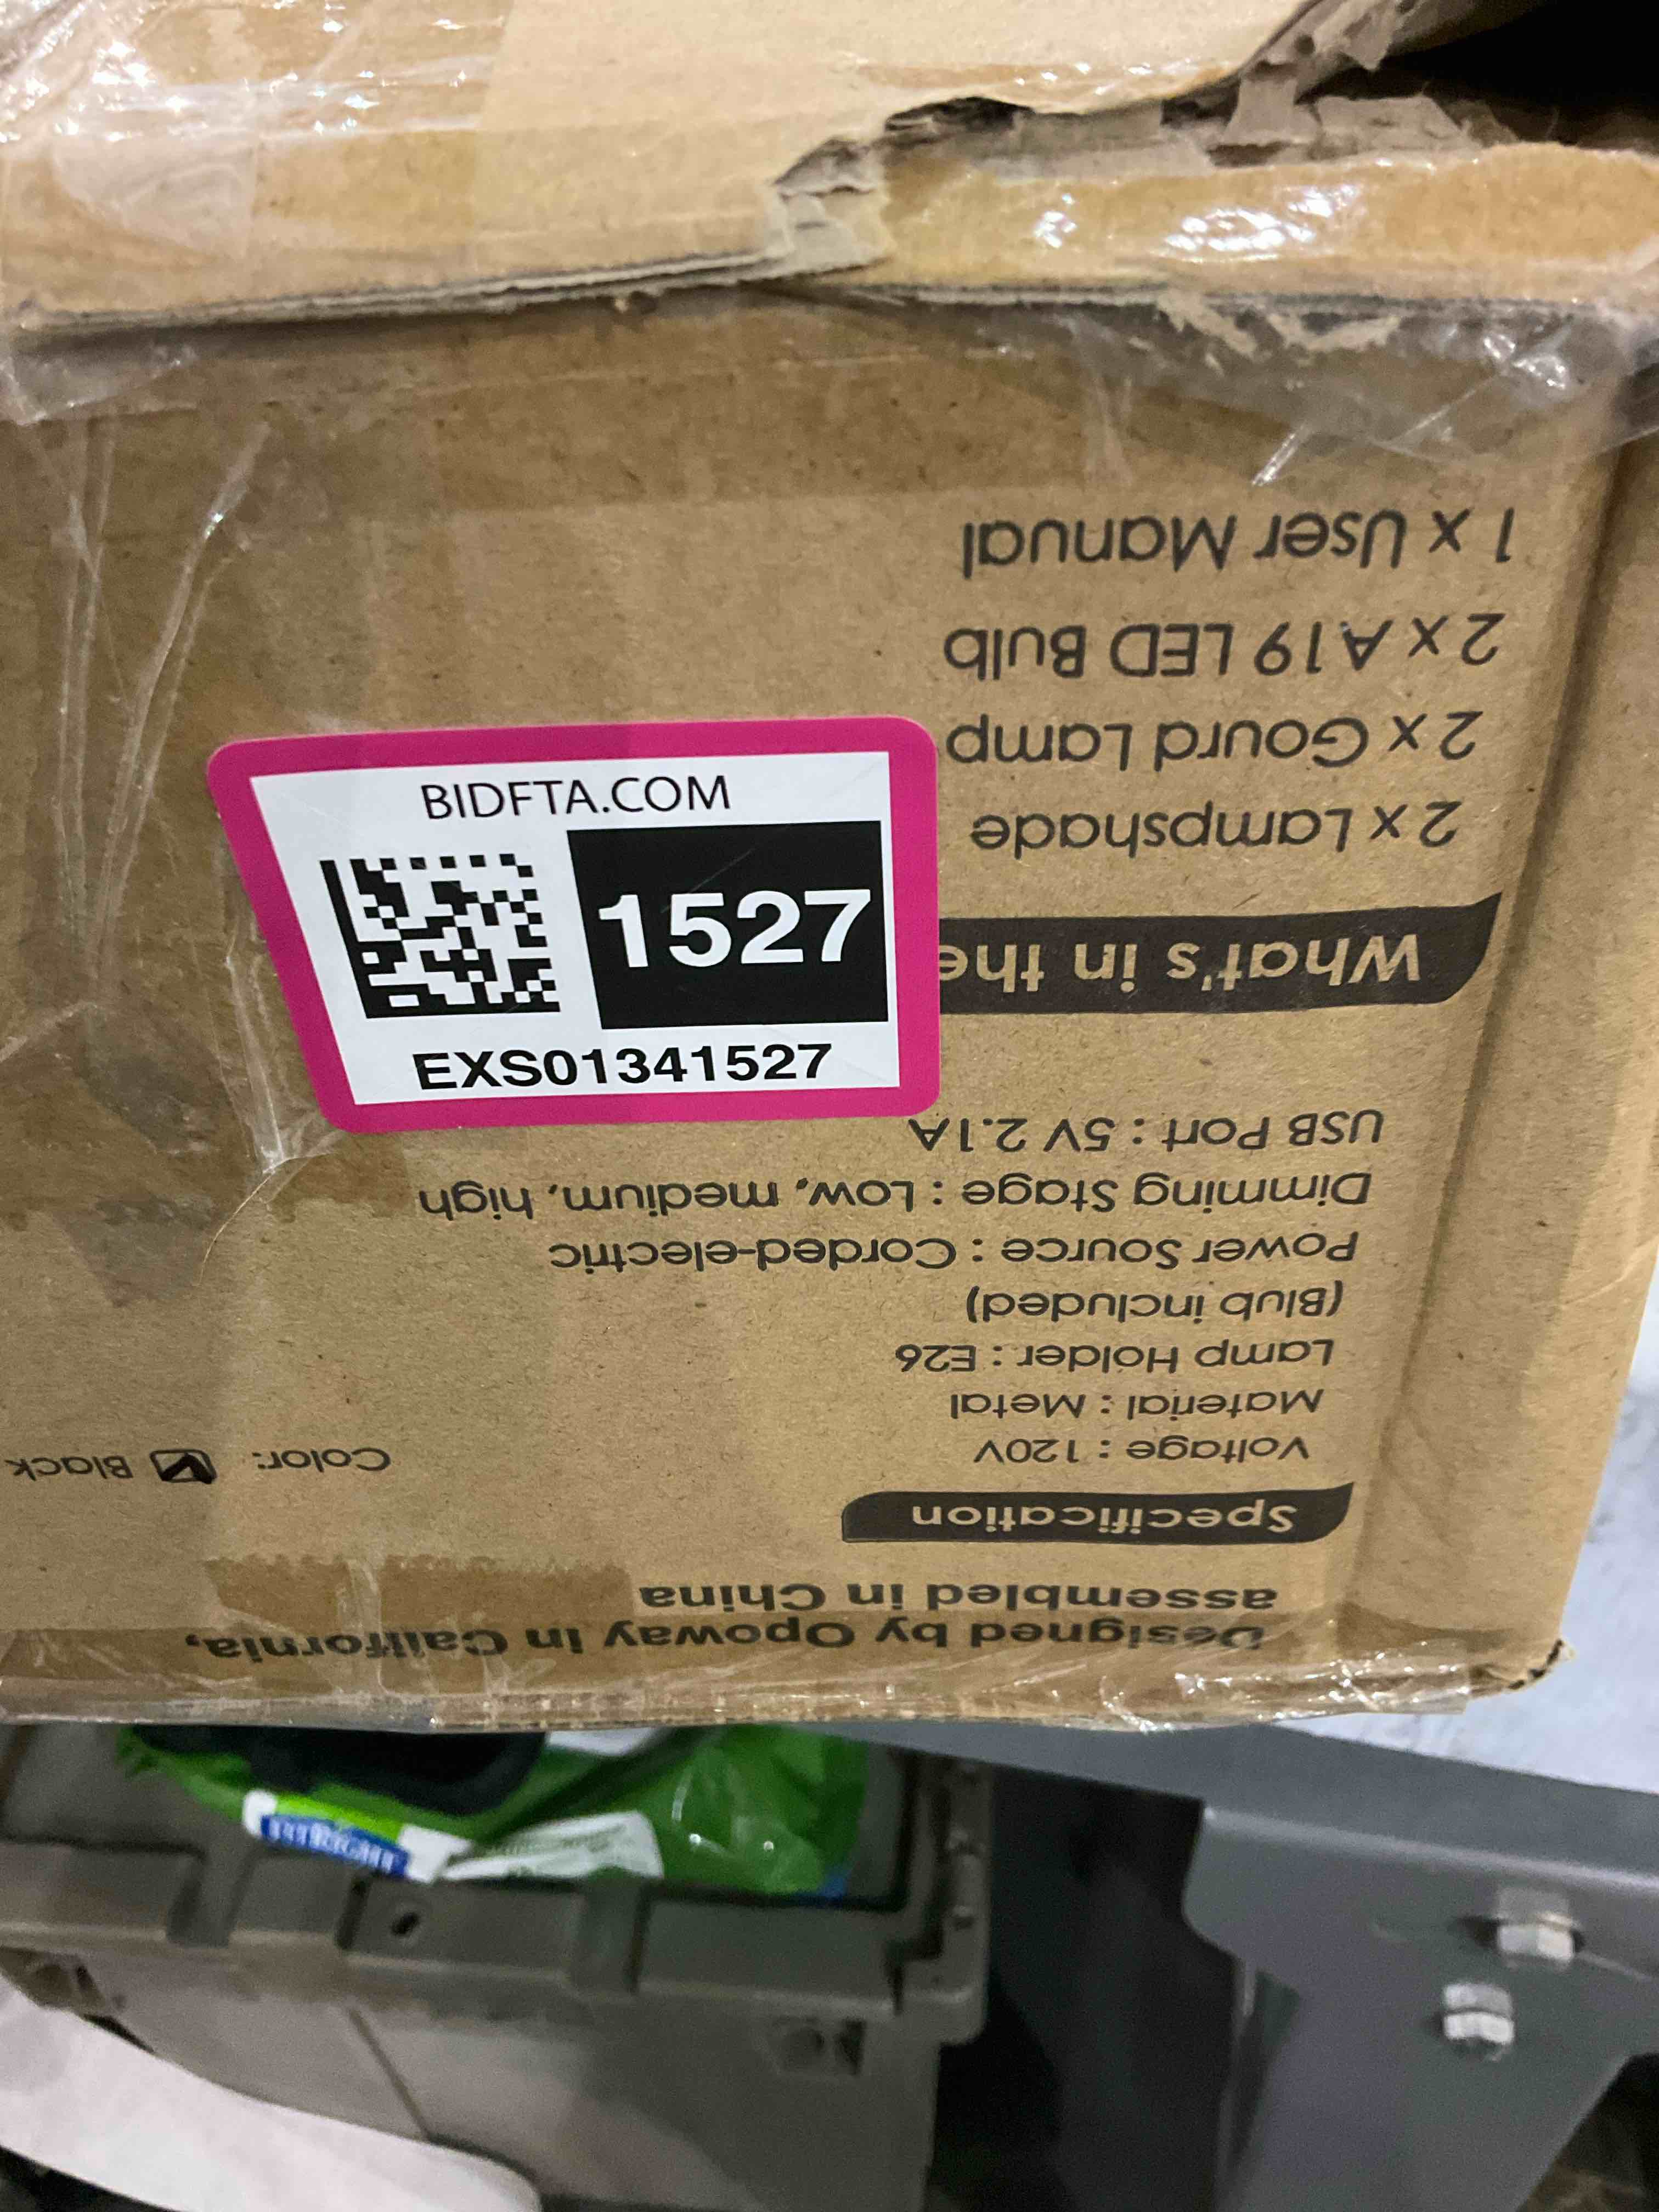 BIDFTA.COM
1527
EXS01341527
Designed by Opoway in California,
assembled in China
Specification
Voltage : 120V
Color: Black
Material : Metal
Lamp Holder : E26
(Blub included)
Power Source : Corded-electric
Dimming Stage : Low, medium, high
USB Port : 5V 2.1A
What's in the
2 x Lampshade
2 x Gourd Lamp
2 x A19 LED Bulb
1 x User Manual